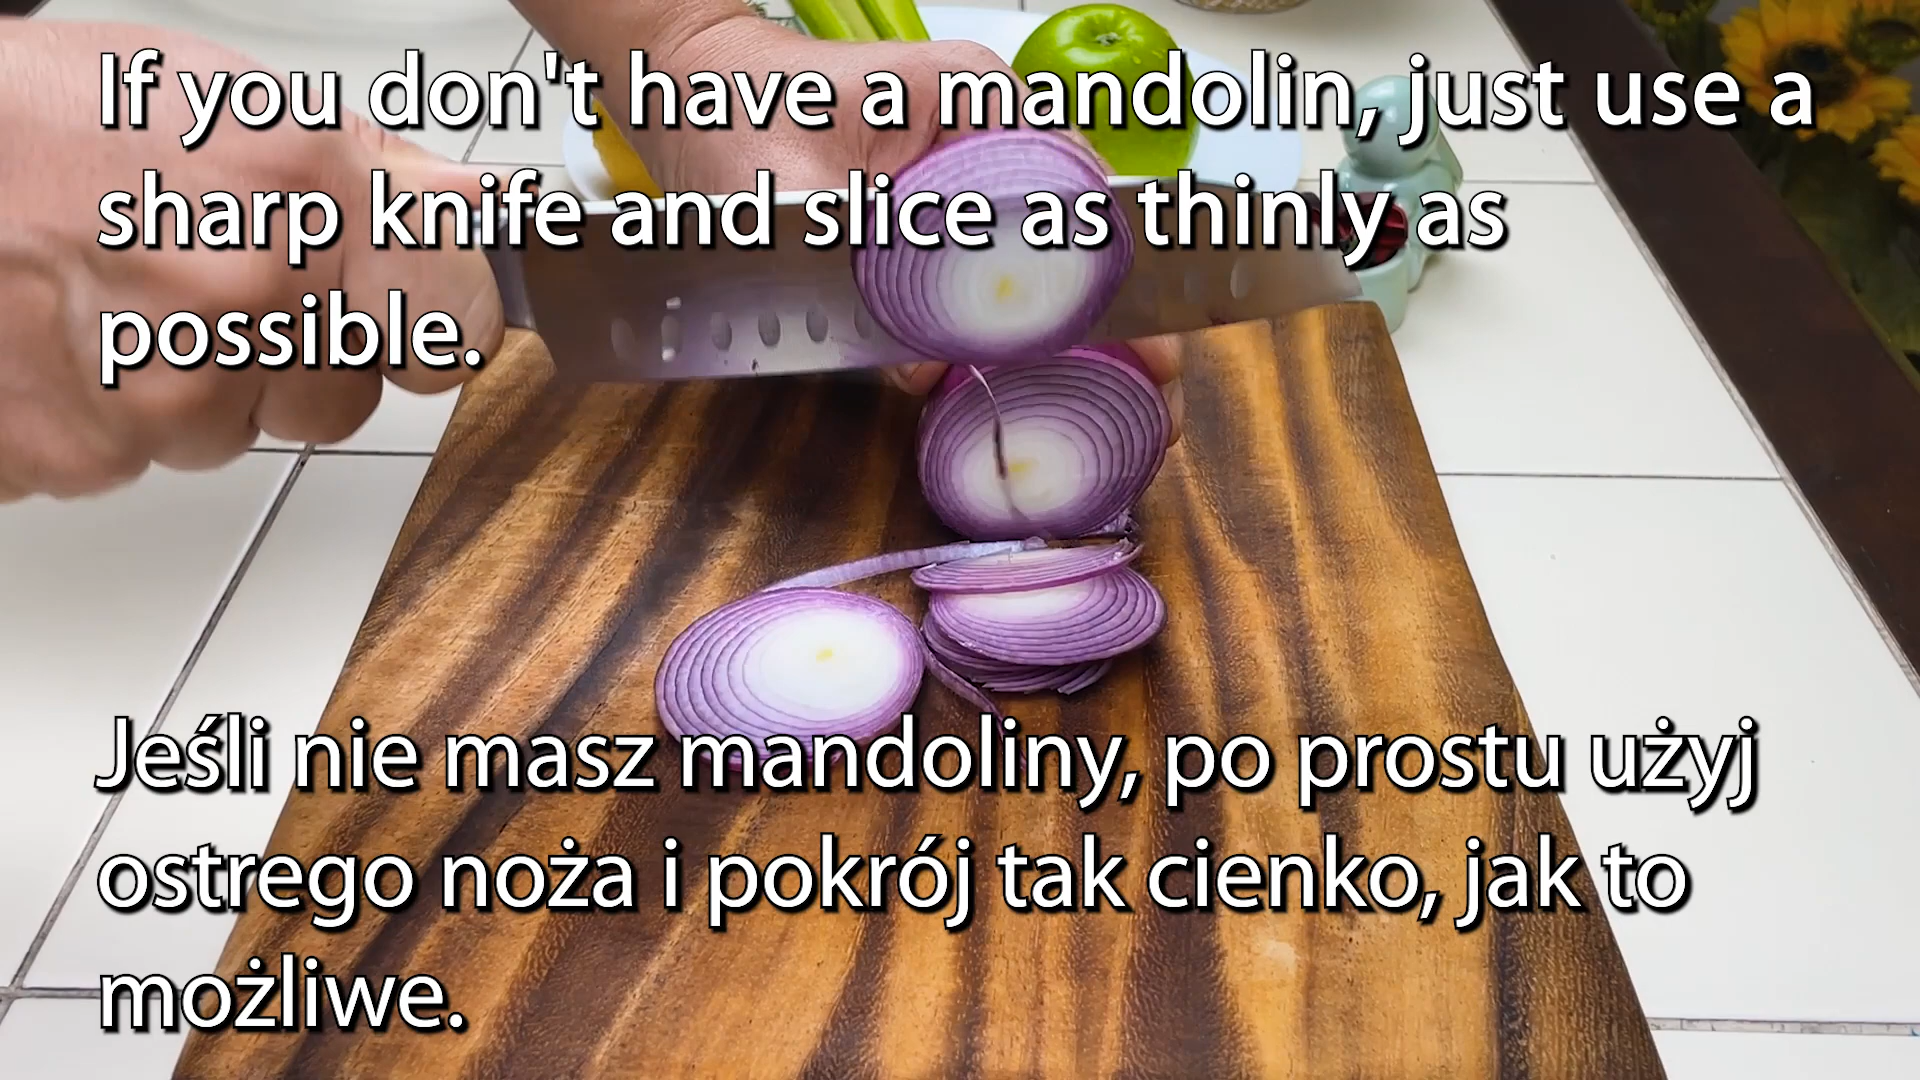 If you don't have a mandolin, just use a
sharp knife and slice as thinly as
possible.
Jeśli nie masz mandoliny, po prostu użyj
ostrego noża i pokrój tak cienko, jak to
możliwe.